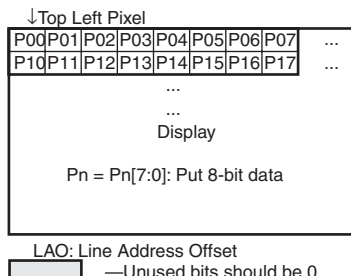 ↓Top Left Pixel
P00 P01 P02 P03 P04 P05 P06 P07 ...
P10 P11 P12 P13 P14 P15 P16 P17 ...
...
...
Display
Pn = Pn[7:0]: Put 8-bit data
LAO: Line Address Offset
—Unused bits should be 0